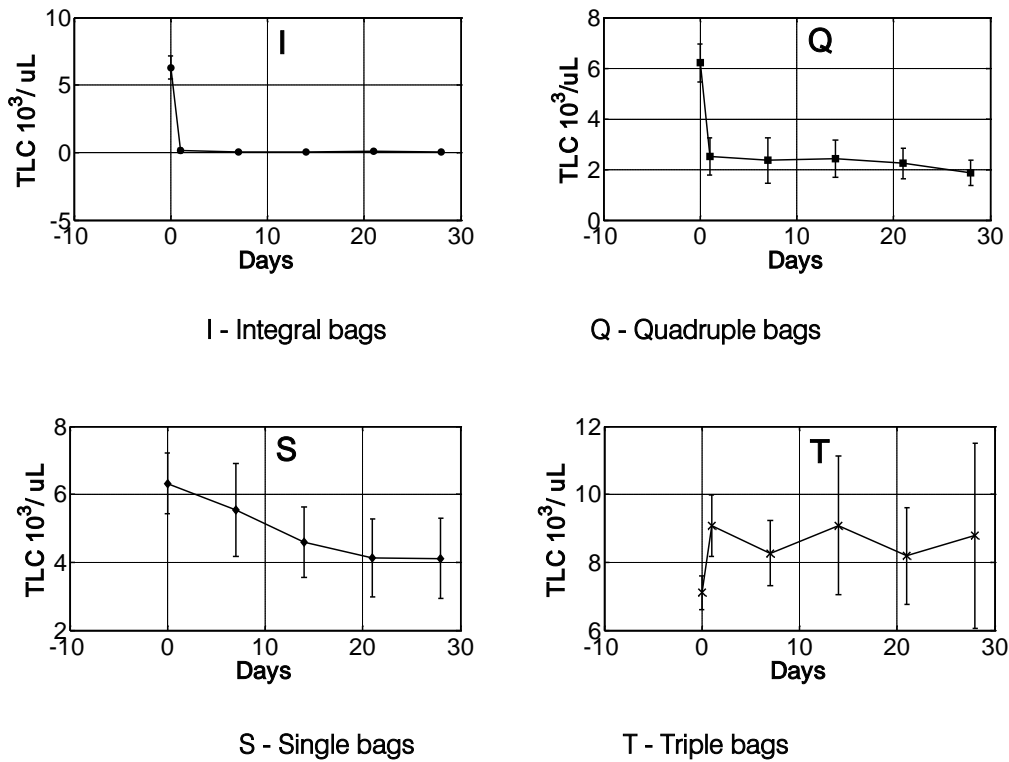 10
I
5
0
-5
TLC 10³/ uL
-10 0 10 20 30
Days
I - Integral bags
8
Q
6
4
2
0
TLC 10³/ uL
-10 0 10 20 30
Days
Q - Quadruple bags
8
S
6
4
2
TLC 10³/ uL
-10 0 10 20 30
Days
S - Single bags
12
T
10
8
6
TLC 10³/ uL
-10 0 10 20 30
Days
T - Triple bags